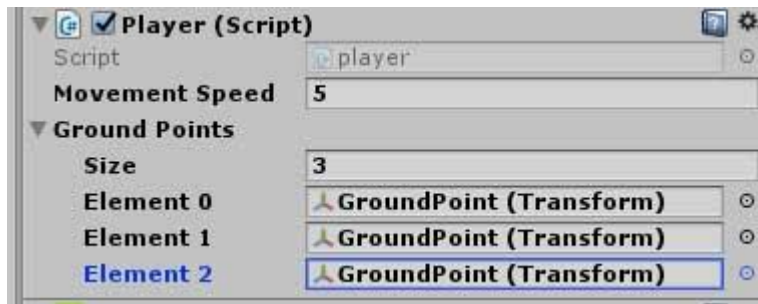 Player (Script)
Script player
Movement Speed 5
Ground Points
Size 3
Element 0 GroundPoint (Transform)
Element 1 GroundPoint (Transform)
Element 2 GroundPoint (Transform)